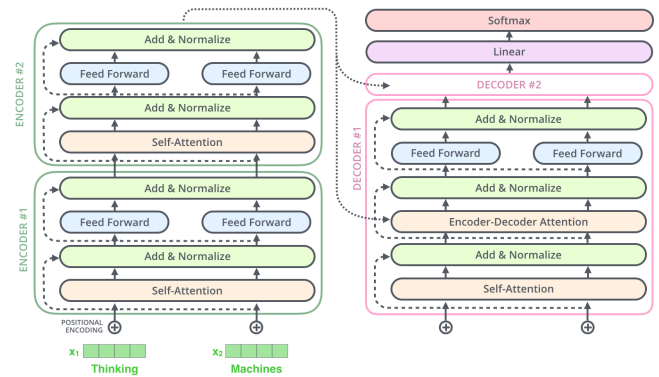 ENCODER #2
Add & Normalize
Feed Forward Feed Forward
Add & Normalize
Self-Attention
ENCODER #1
Add & Normalize
Feed Forward Feed Forward
Add & Normalize
Self-Attention
POSITIONAL
ENCODING
x₁ x₂
Thinking Machines
Softmax
Linear
DECODER #2
DECODER #1
Add & Normalize
Feed Forward Feed Forward
Add & Normalize
Encoder-Decoder Attention
Add & Normalize
Self-Attention